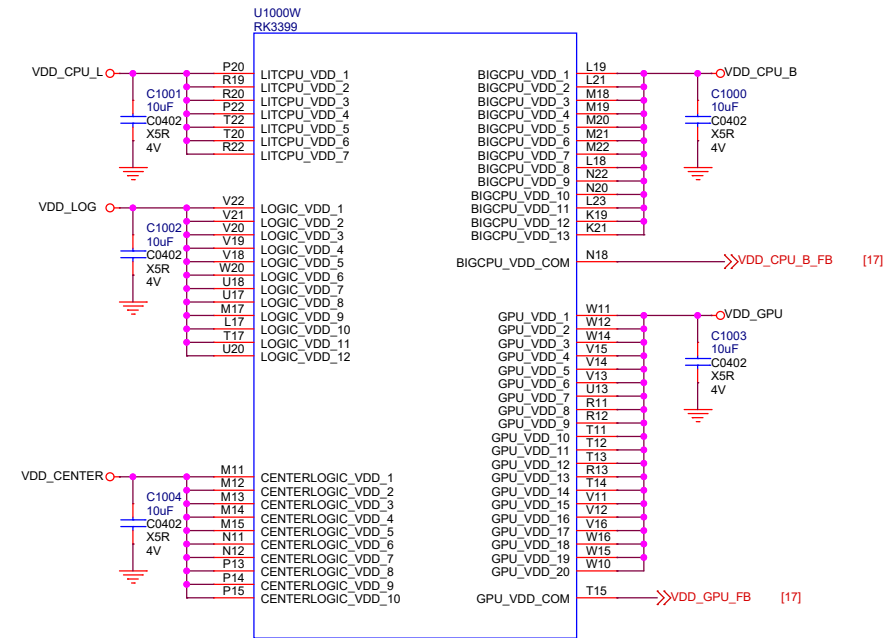 U1000W
RK3399
VDD_CPU_L
C1001
10uF
C0402
X5R
4V
P20 LITCPU_VDD_1
R19 LITCPU_VDD_2
R20 LITCPU_VDD_3
P22 LITCPU_VDD_4
T22 LITCPU_VDD_5
T20 LITCPU_VDD_6
R22 LITCPU_VDD_7
VDD_LOG
C1002
10uF
C0402
X5R
4V
V22 LOGIC_VDD_1
V21 LOGIC_VDD_2
V20 LOGIC_VDD_3
V19 LOGIC_VDD_4
V18 LOGIC_VDD_5
W20 LOGIC_VDD_6
U18 LOGIC_VDD_7
U17 LOGIC_VDD_8
M17 LOGIC_VDD_9
L17 LOGIC_VDD_10
T17 LOGIC_VDD_11
U20 LOGIC_VDD_12
VDD_CENTER
C1004
10uF
C0402
X5R
4V
M11 CENTERLOGIC_VDD_1
M12 CENTERLOGIC_VDD_2
M13 CENTERLOGIC_VDD_3
M14 CENTERLOGIC_VDD_4
M15 CENTERLOGIC_VDD_5
N11 CENTERLOGIC_VDD_6
N12 CENTERLOGIC_VDD_7
P13 CENTERLOGIC_VDD_8
P14 CENTERLOGIC_VDD_9
P15 CENTERLOGIC_VDD_10
BIGCPU_VDD_1 L19
BIGCPU_VDD_2 L21
BIGCPU_VDD_3 M18
BIGCPU_VDD_4 M19
BIGCPU_VDD_5 M20
BIGCPU_VDD_6 M21
BIGCPU_VDD_7 M22
BIGCPU_VDD_8 L18
BIGCPU_VDD_9 N22
BIGCPU_VDD_10 N20
BIGCPU_VDD_11 L23
BIGCPU_VDD_12 K19
BIGCPU_VDD_13 K21
VDD_CPU_B
C1000
10uF
C0402
X5R
4V
BIGCPU_VDD_COM N18 VDD_CPU_B_FB [17]
GPU_VDD_1 W11
GPU_VDD_2 W12
GPU_VDD_3 W14
GPU_VDD_4 V15
GPU_VDD_5 V14
GPU_VDD_6 V13
GPU_VDD_7 U13
GPU_VDD_8 R11
GPU_VDD_9 R12
GPU_VDD_10 T11
GPU_VDD_11 T12
GPU_VDD_12 T13
GPU_VDD_13 R13
GPU_VDD_14 T14
GPU_VDD_15 V11
GPU_VDD_16 V12
GPU_VDD_17 V16
GPU_VDD_18 W16
GPU_VDD_19 W15
GPU_VDD_20 W10
VDD_GPU
C1003
10uF
C0402
X5R
4V
GPU_VDD_COM T15 VDD_GPU_FB [17]